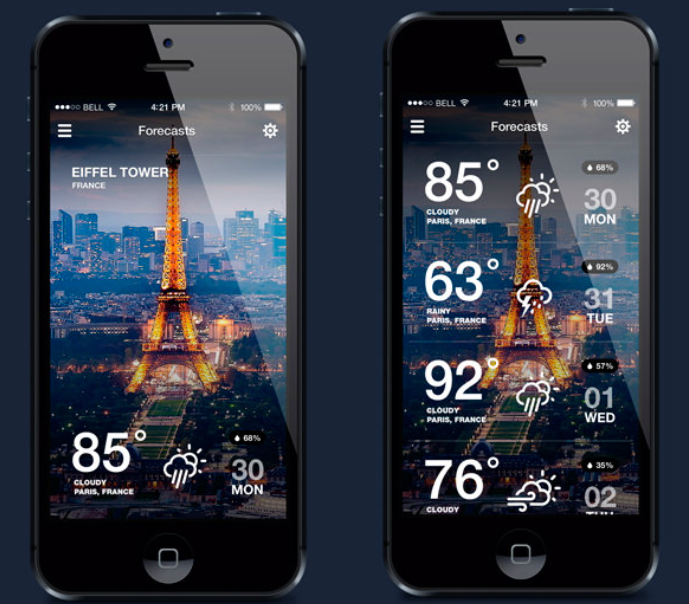 BELL 4:21 PM 100%
Forecasts
EIFFEL TOWER
FRANCE
85° 68%
CLOUDY 30
PARIS, FRANCE MON
BELL 4:21 PM 100%
Forecasts
85° 68%
CLOUDY 30
PARIS, FRANCE MON
63° 92%
RAINY 31
PARIS, FRANCE TUE
92° 57%
CLOUDY 01
PARIS, FRANCE WED
76° 35%
CLOUDY 02